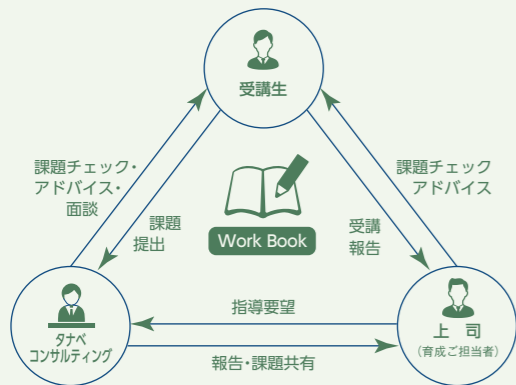 受講生
課題チェック・
アドバイス・
面談
課題
提出
Work Book
受講
報告
課題チェック
アドバイス
タナベ
コンサルティング
指導要望
報告・課題共有
上 司
(育成ご担当者)